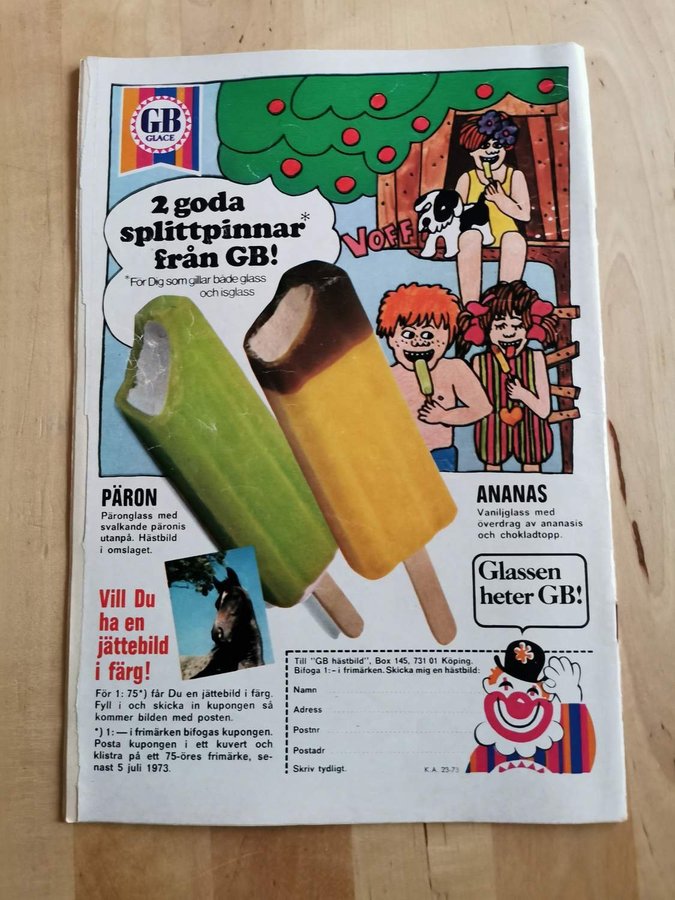 GB
GLACE
2 goda
splittpinnar*
från GB!
*För Dig som gillar både glass
och isglass
VOFF
PÄRON
Päronglass med
svalkande päronis
utanpå. Hästbild
i omslaget.
ANANAS
Vaniljglass med
överdrag av ananasis
och chokladtopp.
Glassen
heter GB!
Vill Du
ha en
jättebild
i färg!
För 1: 75*) får Du en jättebild i färg.
Fyll i och skicka in kupongen så
kommer bilden med posten.
*) 1: — i frimärken bifogas kupongen.
Posta kupongen i ett kuvert och
klistra på ett 75-öres frimärke, se-
nast 5 juli 1973.
Till "GB hästbild", Box 145, 731 01 Köping.
Bifoga 1:- i frimärken. Skicka mig en hästbild:
Namn
Adress
Postnr
Postadr
Skriv tydligt.
K.A. 23-73